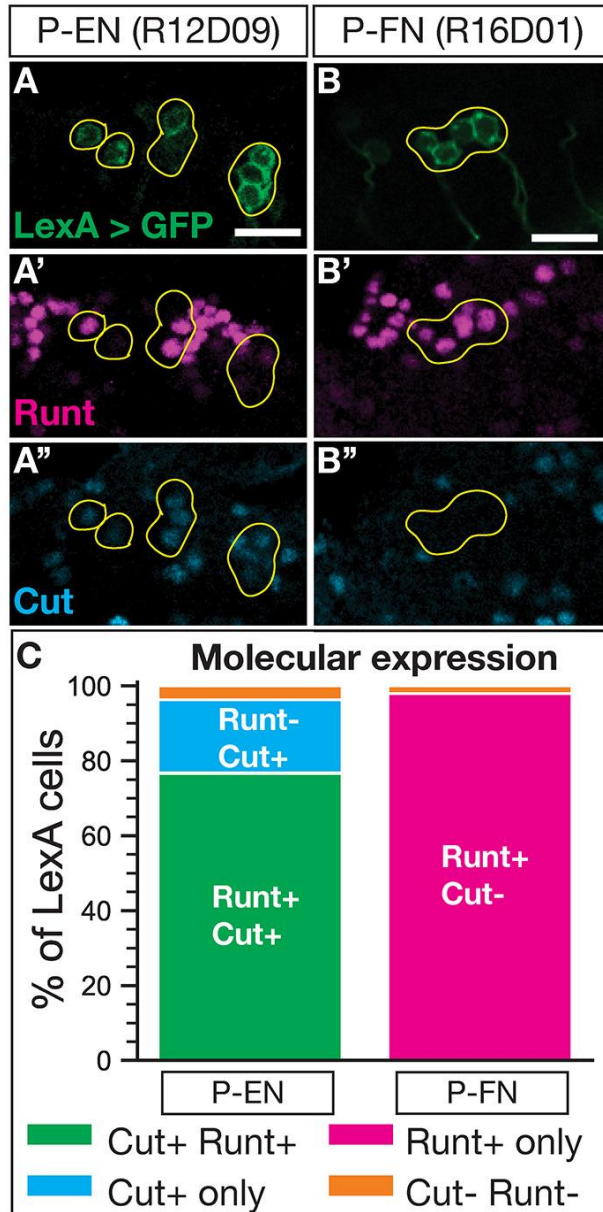 P-EN (R12D09)
P-FN (R16D01)
A
B
LexA > GFP
A'
B'
Runt
A"
B"
Cut
C
Molecular expression
100
80
60
40
20
0
% of LexA cells
Runt-
Cut+
Runt+
Cut+
Runt+
Cut-
P-EN
P-FN
Cut+ Runt+
Runt+ only
Cut+ only
Cut- Runt-